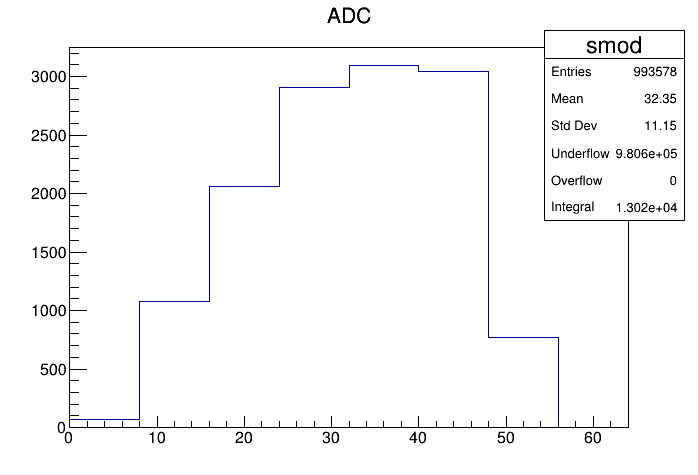 ADC
smod
Entries 993578
Mean 32.35
Std Dev 11.15
Underflow 9.806e+05
Overflow 0
Integral 1.302e+04
3000
2500
2000
1500
1000
500
0
0 10 20 30 40 50 60